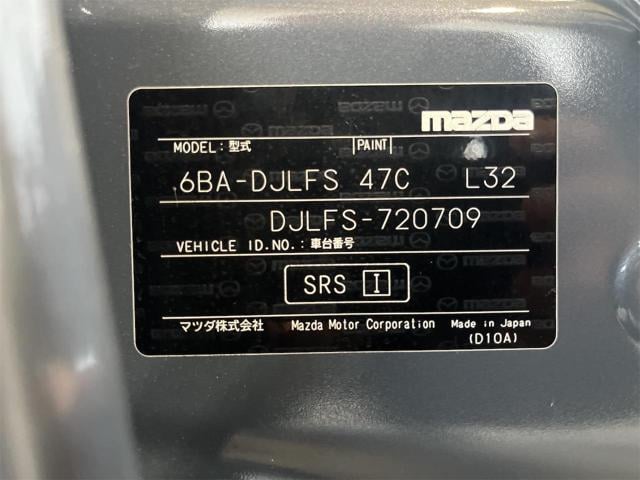 mazda
MODEL:型式 PAINT
6BA-DJLFS 47C L32
DJLFS-720709
VEHICLE ID.NO.:車台番号
SRS I
マツダ株式会社 Mazda Motor Corporation Made in Japan
(D10A)